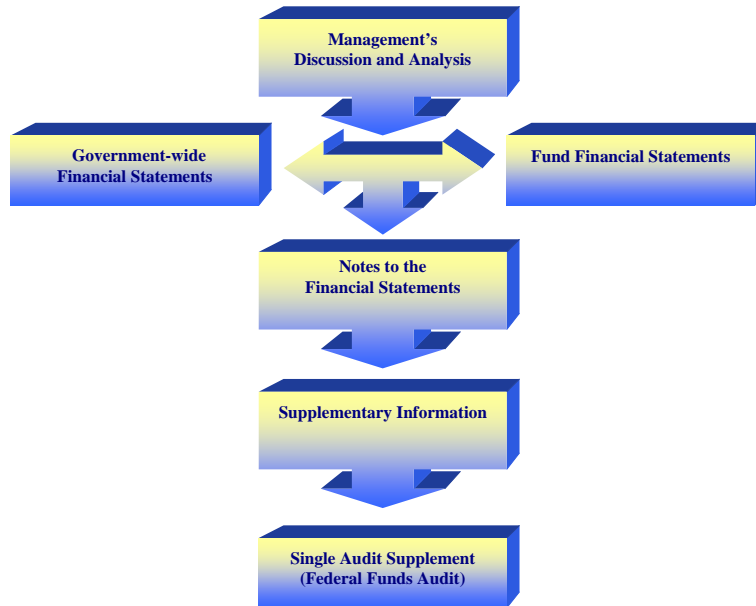 Management's
Discussion and Analysis
Government-wide
Financial Statements
Fund Financial Statements
Notes to the
Financial Statements
Supplementary Information
Single Audit Supplement
(Federal Funds Audit)